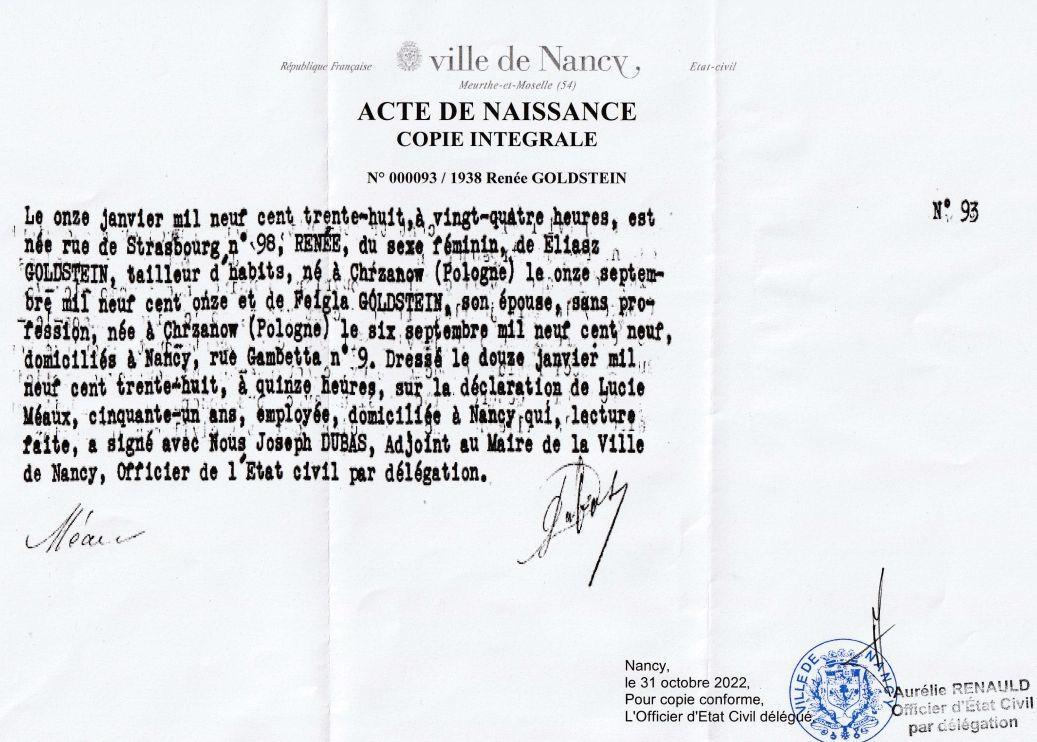 République Française
ville de Nancy,
Etat-civil
Meurthe-et-Moselle (54)
ACTE DE NAISSANCE
COPIE INTEGRALE
N° 000093 / 1938 Renée GOLDSTEIN
N° 93
Le onze janvier mil neuf cent trente-huit, à vingt-quatre heures, est
née rue de Strasbourg n° 98, RENÉE, du sexe féminin, de Eliasz
GOLDSTEIN, tailleur d'habits, né à Chrzanow (Pologne) le onze septem-
bre mil neuf cent onze et de Feigla GOLDSTEIN, son épouse, sans pro-
fession, née à Chrzanow (Pologne) le six septembre mil neuf cent neuf,
domiciliés à Nancy, rue Gambetta n° 9. Dressé le douze janvier mil
neuf cent trente-huit, à quinze heures, sur la déclaration de Lucie
Méaux, cinquante-un ans, employée, domiciliée à Nancy qui, lecture
faite, a signé avec Nous Joseph DUBAS, Adjoint au Maire de la Ville
de Nancy, Officier de l'Etat civil par délégation.
Nancy,
le 31 octobre 2022,
Pour copie conforme,
L'Officier d'Etat Civil délégué,
VILLE DE NANCY
Aurélie RENAULD
Officier d'État Civil
par délégation